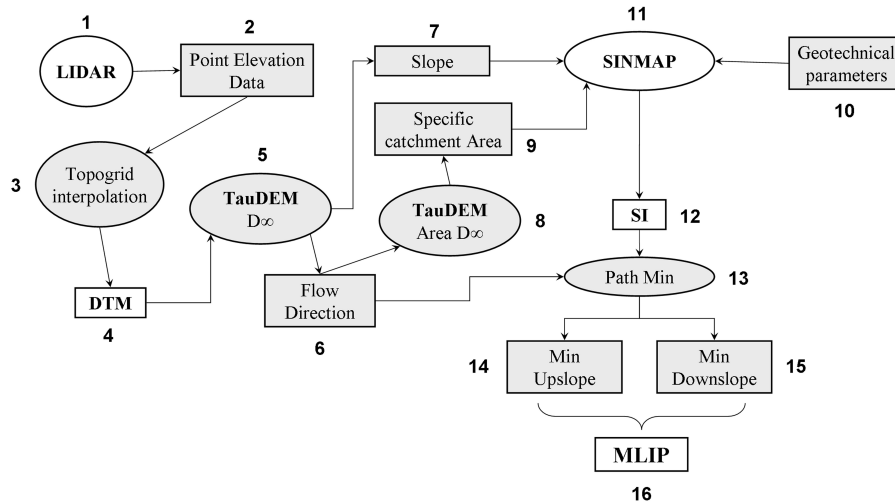 1
LIDAR
2
Point Elevation
Data
3
Topogrid
interpolation
DTM
4
5
TauDEM
D∞
Flow
Direction
6
7
Slope
Specific
catchment Area
9
TauDEM
Area D∞
8
11
SINMAP
Geotechnical
parameters
10
SI
12
Path Min
13
14
Min
Upslope
Min
Downslope
15
MLIP
16